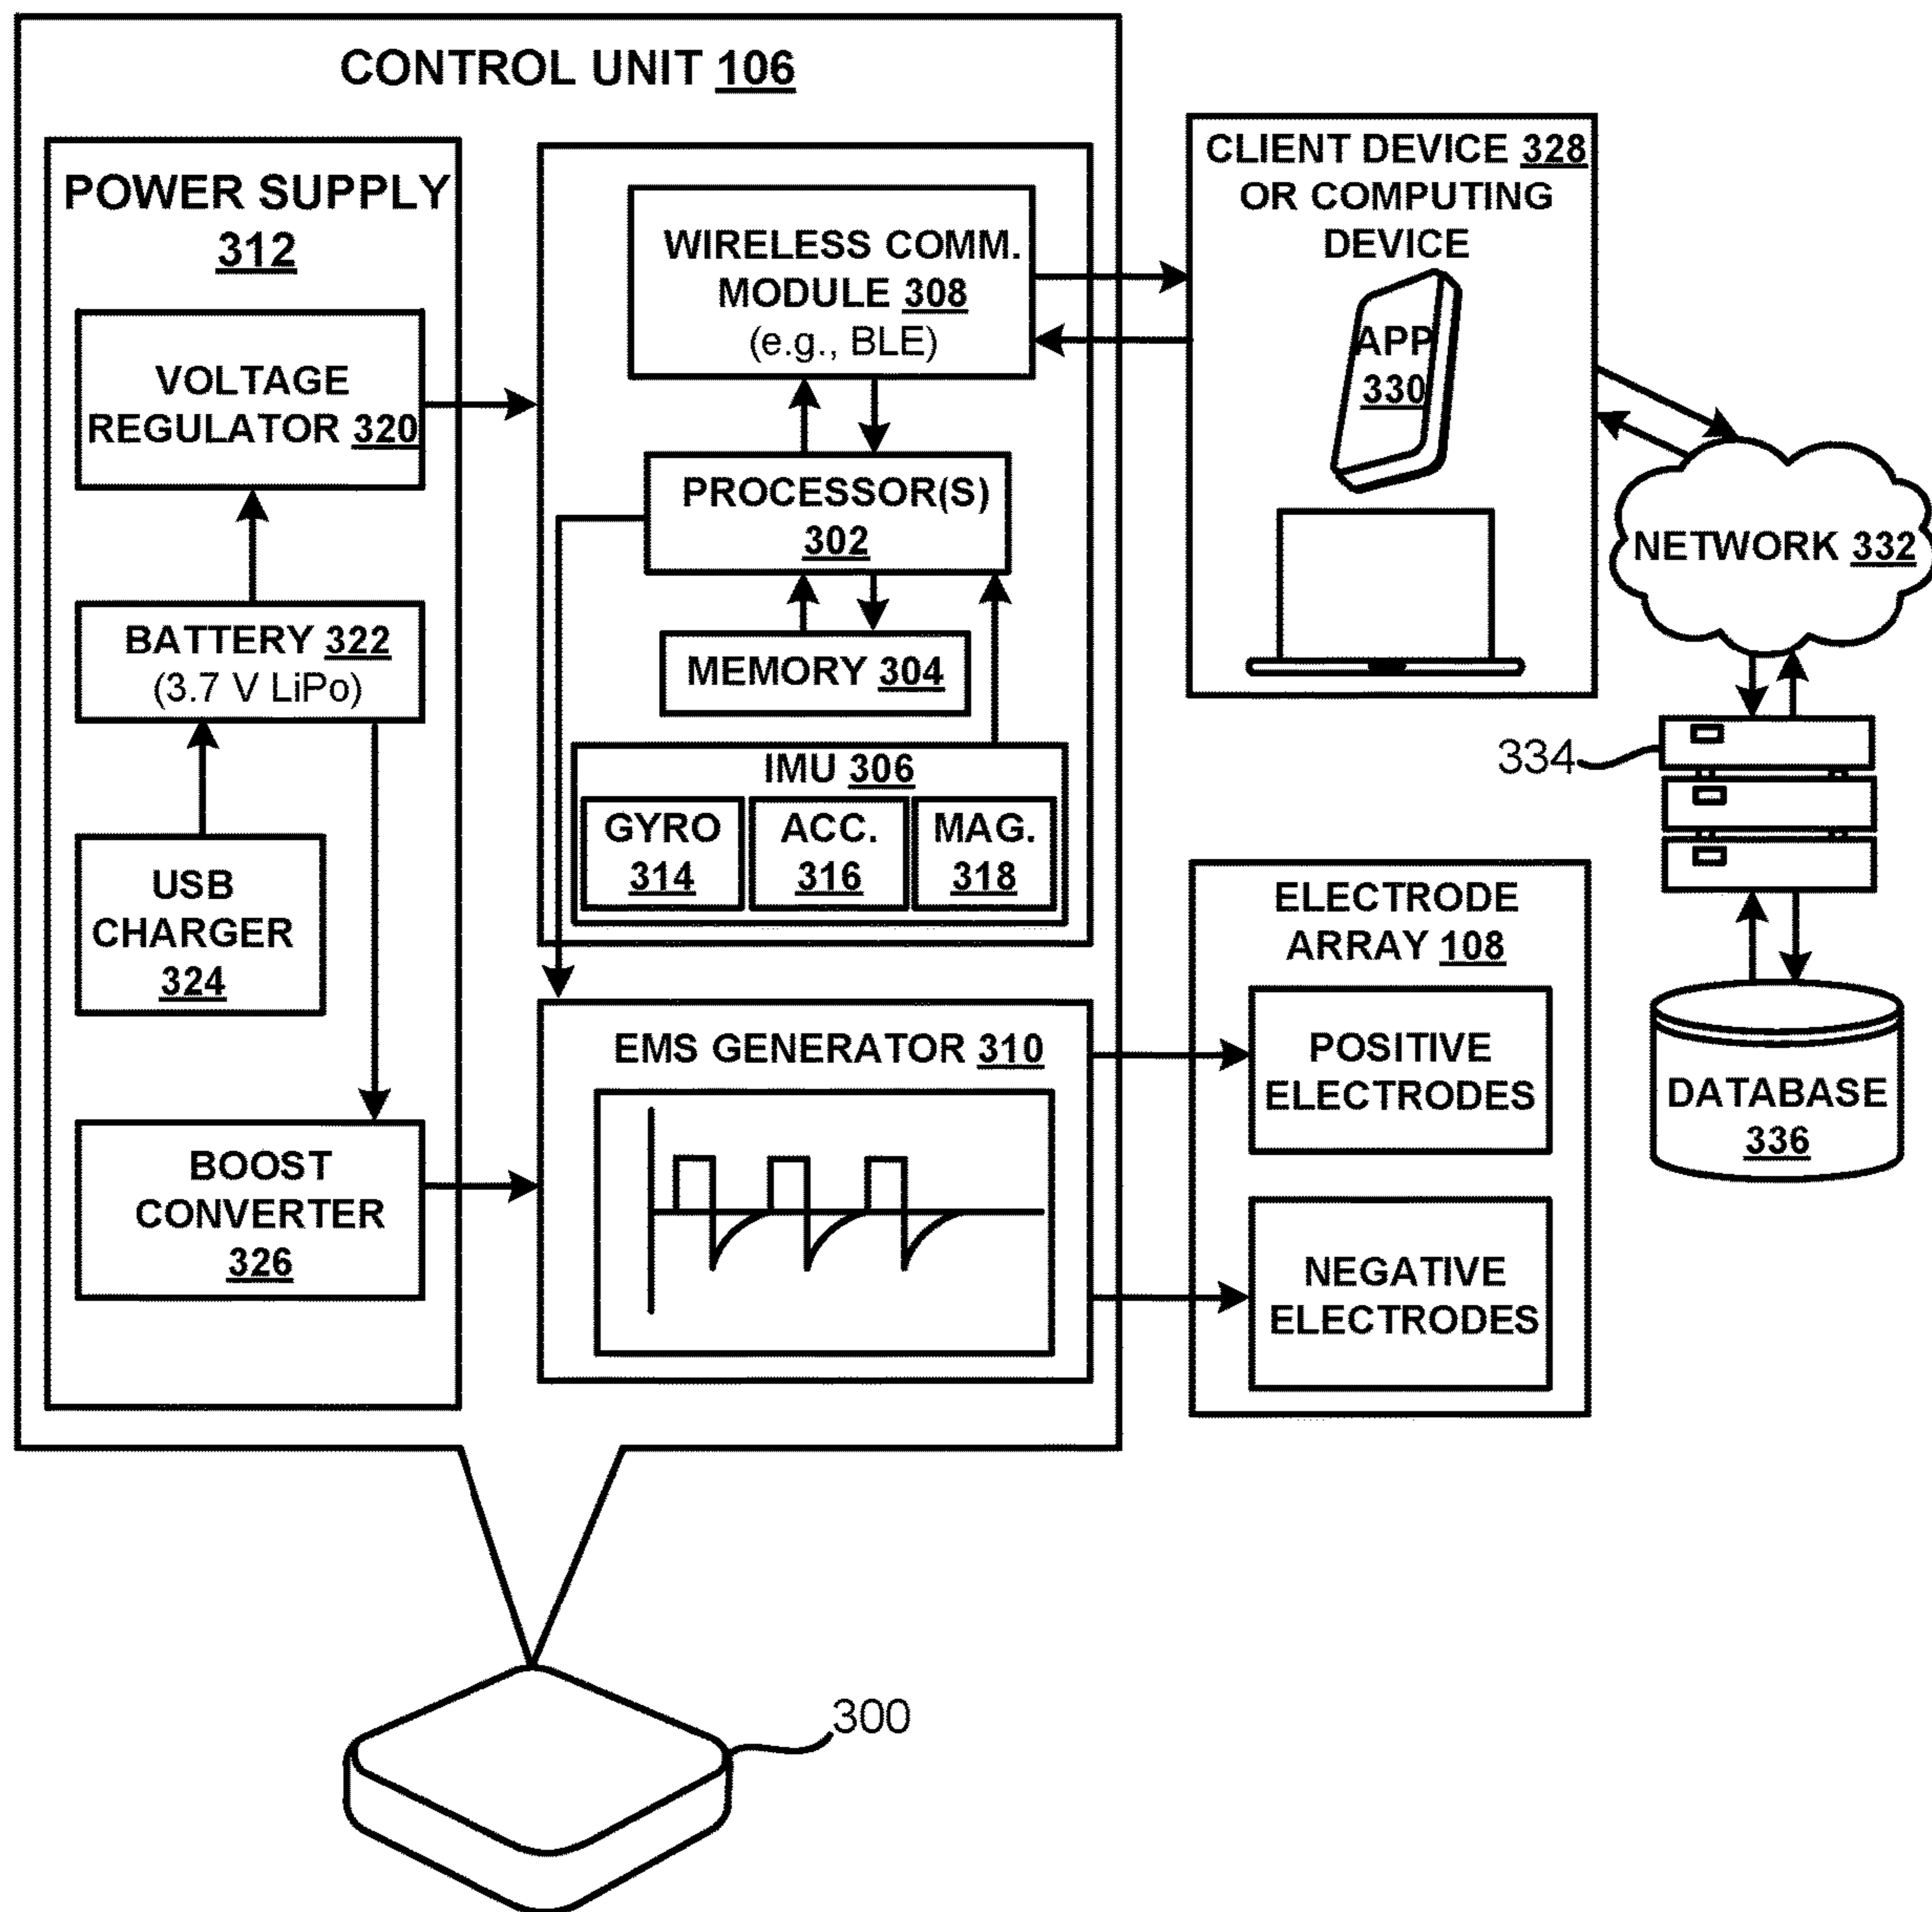 CONTROL UNIT 106
POWER SUPPLY
312
VOLTAGE
REGULATOR 320
BATTERY 322
(3.7 V LiPo)
USB
CHARGER
324
BOOST
CONVERTER
326
WIRELESS COMM.
MODULE 308
(e.g., BLE)
PROCESSOR(S)
302
MEMORY 304
IMU 306
GYRO
314
ACC.
316
MAG.
318
EMS GENERATOR 310
CLIENT DEVICE 328
OR COMPUTING
DEVICE
APP
330
NETWORK 332
334
DATABASE
336
ELECTRODE
ARRAY 108
POSITIVE
ELECTRODES
NEGATIVE
ELECTRODES
300